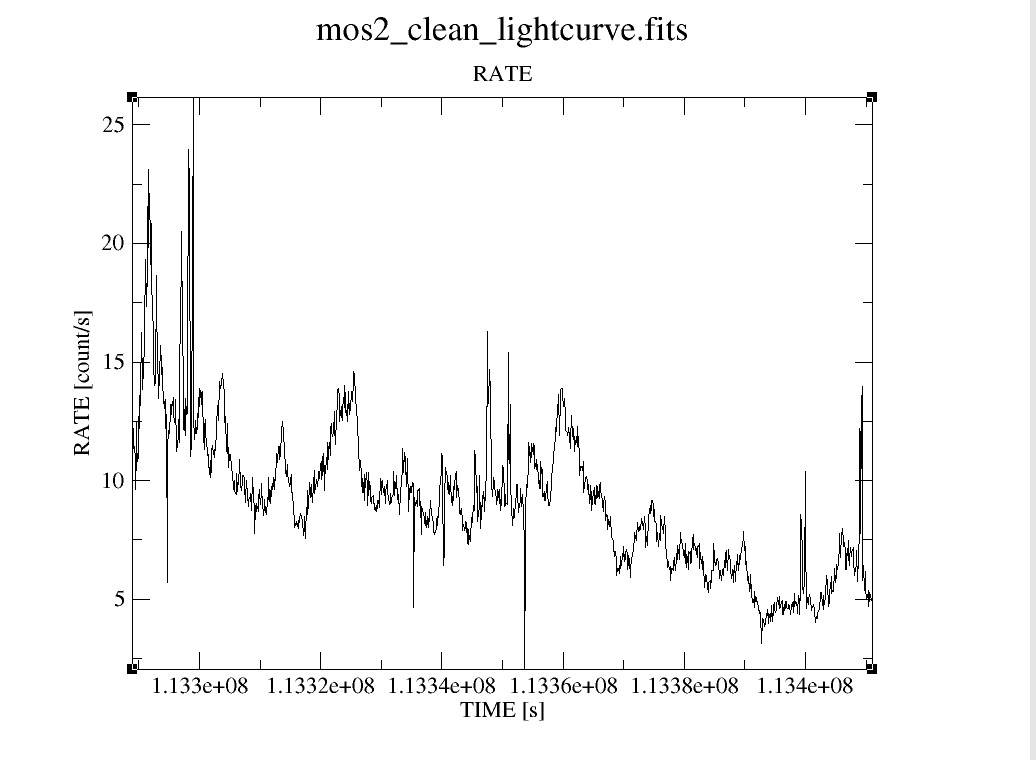 mos2_clean_lightcurve.fits
RATE
25
20
15
10
5
RATE [count/s]
1.133e+08 1.1332e+08 1.1334e+08 1.1336e+08 1.1338e+08 1.134e+08
TIME [s]